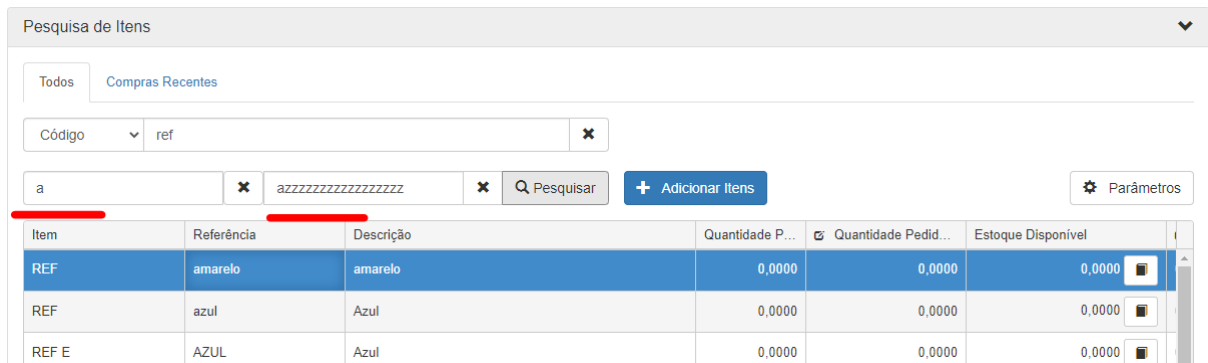 Pesquisa de Itens
Todos Compras Recentes
Código ref
a azzzzzzzzzzzzzzzzzz Pesquisar Adicionar Itens Parâmetros
Item Referência Descrição Quantidade P... Quantidade Pedid... Estoque Disponível
REF amarelo amarelo 0,0000 0,0000 0,0000
REF azul Azul 0,0000 0,0000 0,0000
REF E AZUL Azul 0,0000 0,0000 0,0000